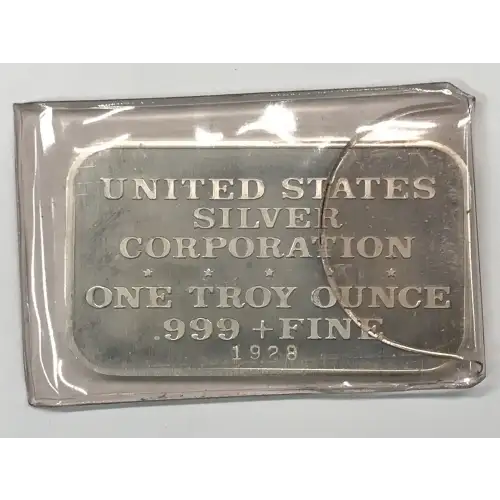 UNITED STATES
SILVER
CORPORATION
ONE TROY OUNCE
.999 + FINE
1928